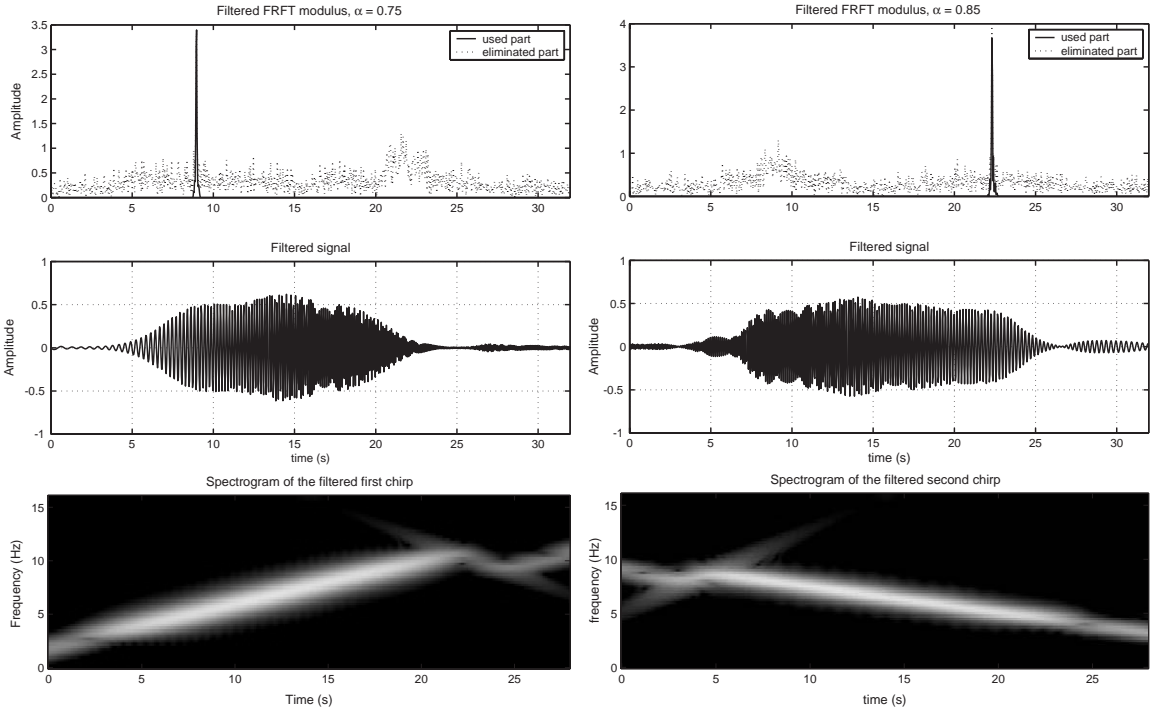 Filtered FRFT modulus, α = 0.75
3.5
3
2.5
2
1.5
1
0.5
0
Amplitude
used part
eliminated part
0 5 10 15 20 25 30
Filtered FRFT modulus, α = 0.85
4
3
2
1
0
used part
eliminated part
0 5 10 15 20 25 30
Filtered signal
1
0.5
0
-0.5
-1
Amplitude
0 5 10 15 20 25 30
time (s)
Filtered signal
1
0.5
0
-0.5
-1
Amplitude
0 5 10 15 20 25 30
time (s)
Spectrogram of the filtered first chirp
15
10
5
0
Frequency (Hz)
0 5 10 15 20 25
Time (s)
Spectrogram of the filtered second chirp
15
10
5
0
frequency (Hz)
0 5 10 15 20 25
time (s)